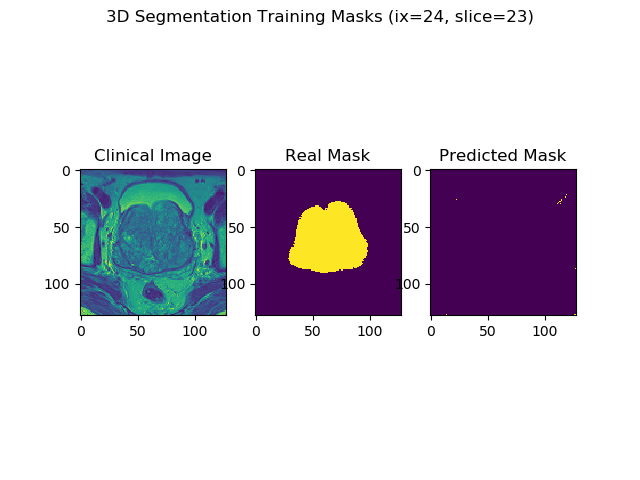 3D Segmentation Training Masks (ix=24, slice=23)
Clinical Image Real Mask Predicted Mask
0 0 0
50 50 50
100 100 100
0 50 100 0 50 100 0 50 100